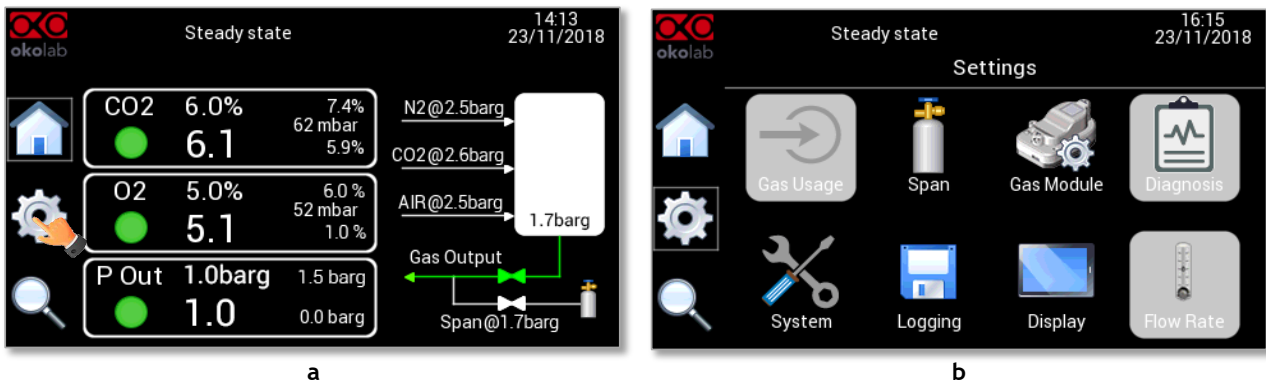 okolab
Steady state
14:13
23/11/2018
CO2 6.0% 7.4%
62 mbar
6.1 5.9%
O2 5.0% 6.0 %
52 mbar
5.1 1.0 %
P Out 1.0barg 1.5 barg
1.0 0.0 barg
N2@2.5barg
CO2@2.6barg
AIR@2.5barg
1.7barg
Gas Output
Span@1.7barg
a
okolab
Steady state
16:15
23/11/2018
Settings
Gas Usage Span Gas Module Diagnosis
System Logging Display Flow Rate
b